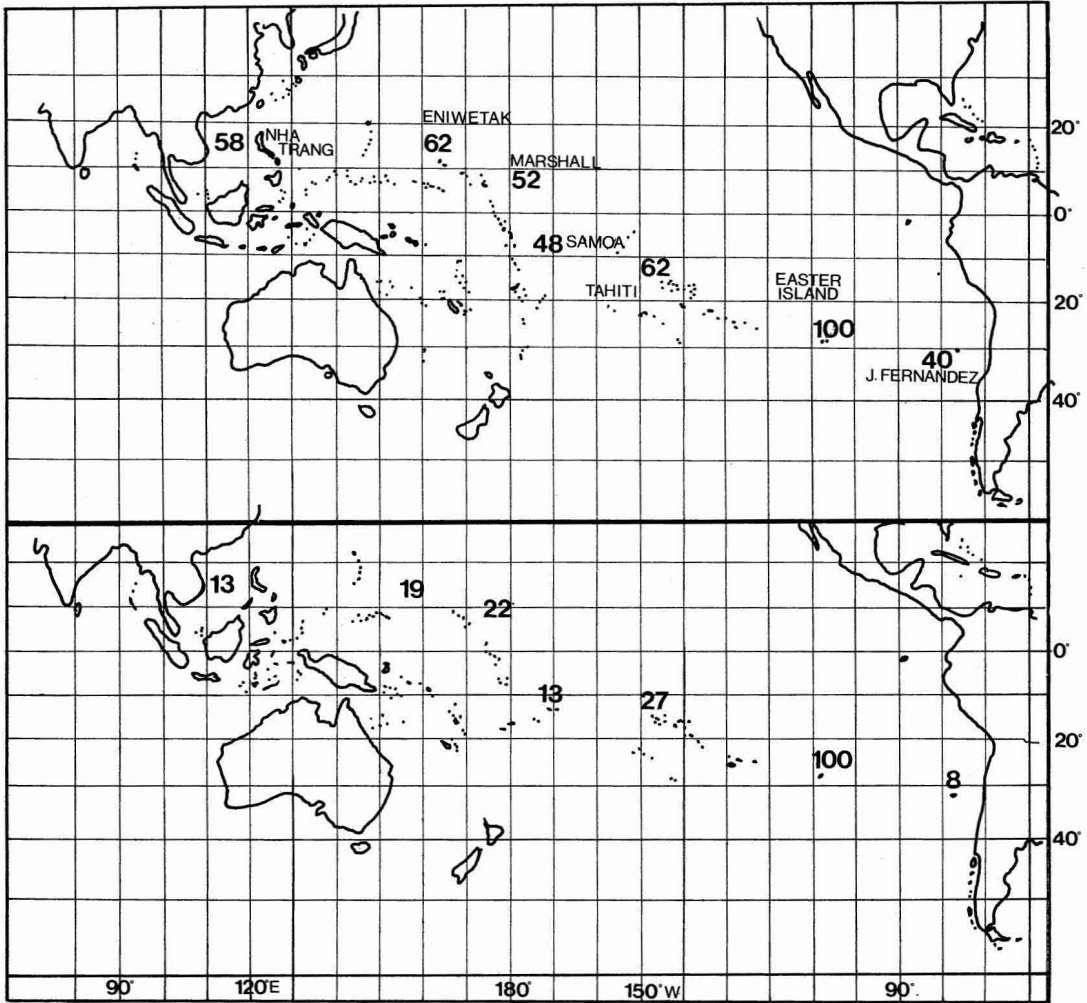 ENIWETAK
20°
58 NHA
TRANG
62
MARSHALL
52
0°
48 SAMOA
62
TAHITI
EASTER
ISLAND
20°
100
40
J. FERNANDEZ
40°
13
19
22
0°
13
27
20°
100
8
40°
90° 120°E 180° 150°W 90°